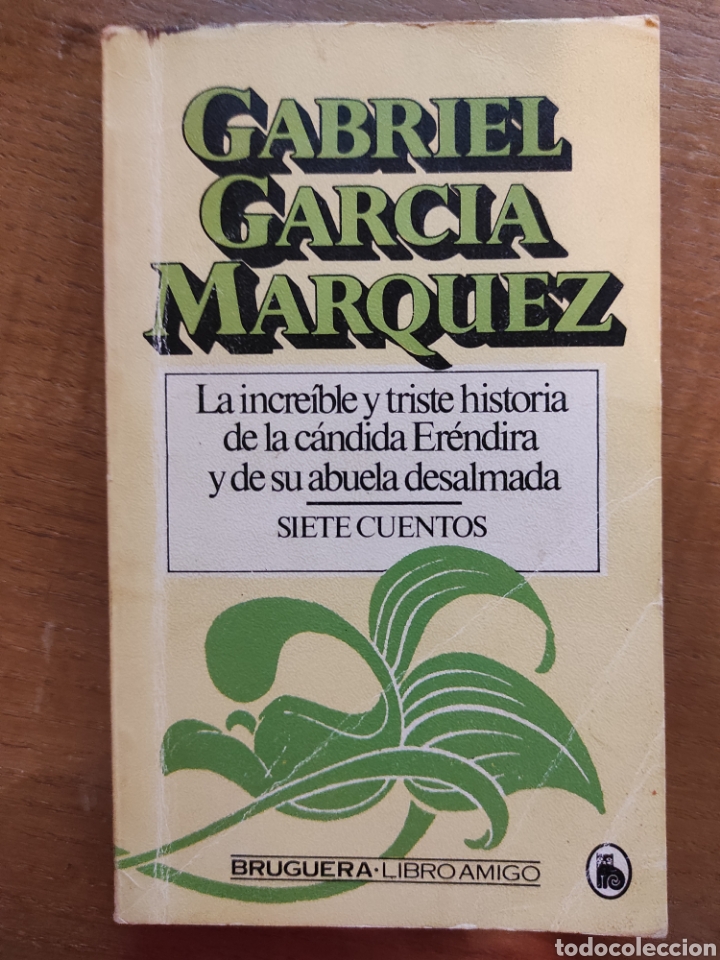 GABRIEL
GARCIA
MARQUEZ
La increíble y triste historia
de la cándida Eréndira
y de su abuela desalmada
SIETE CUENTOS
BRUGUERA·LIBRO AMIGO
todocoleccion